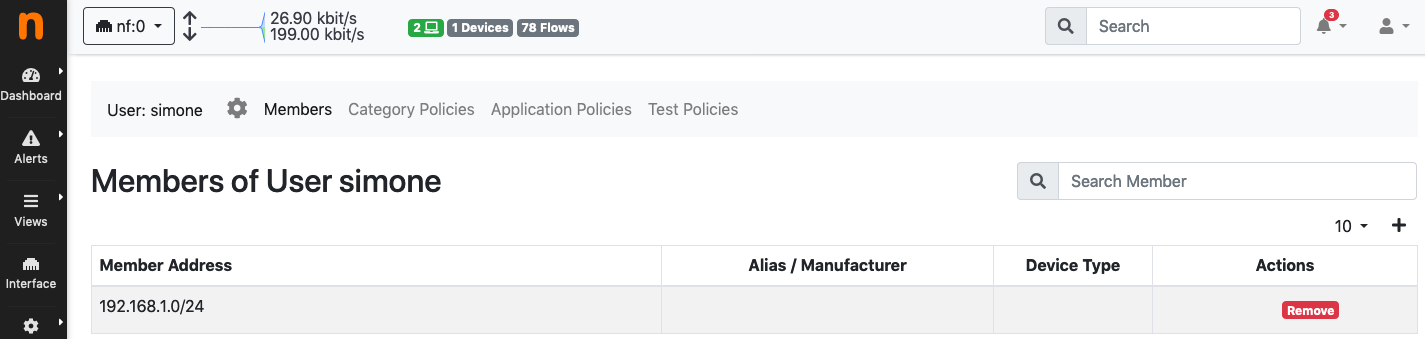 n
nf:0
26.90 kbit/s
199.00 kbit/s
2
1 Devices
78 Flows
Search
3
Dashboard
Alerts
Views
Interface
User: simone
Members
Category Policies
Application Policies
Test Policies
Members of User simone
Search Member
10
Member Address
Alias / Manufacturer
Device Type
Actions
192.168.1.0/24
Remove